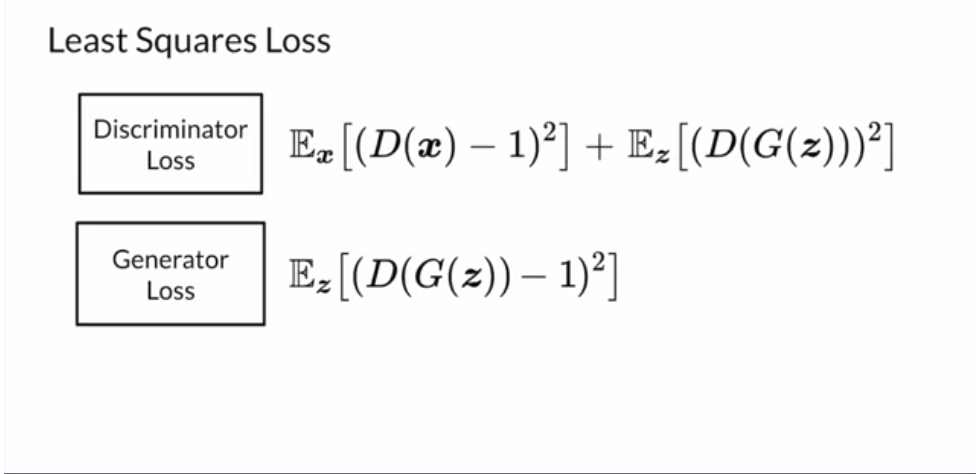 Least Squares Loss
Discriminator
Loss
𝔼ₓ[(D(x) – 1)²] + 𝔼_z[(D(G(z)))²]
Generator
Loss
𝔼_z[(D(G(z)) – 1)²]